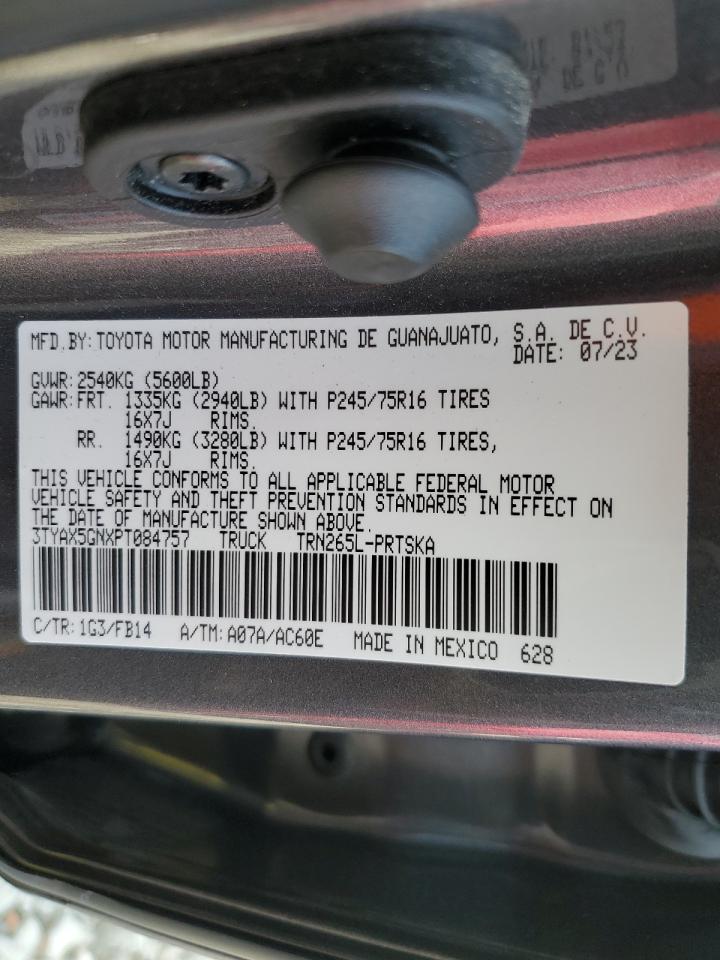 MFD.BY: TOYOTA MOTOR MANUFACTURING DE GUANAJUATO, S.A. DE C.V.
DATE: 07/23
GVWR: 2540KG (5600LB)
GAWR: FRT. 1335KG (2940LB) WITH P245/75R16 TIRES
16X7J RIMS.
RR. 1490KG (3280LB) WITH P245/75R16 TIRES,
16X7J RIMS.
THIS VEHICLE CONFORMS TO ALL APPLICABLE FEDERAL MOTOR
VEHICLE SAFETY AND THEFT PREVENTION STANDARDS IN EFFECT ON
THE DATE OF MANUFACTURE SHOWN ABOVE.
3TYAX5GNXPT084757 TRUCK TRN265L-PRTSKA
C/TR: 1G3/FB14 A/TM: A07A/AC60E MADE IN MEXICO 628